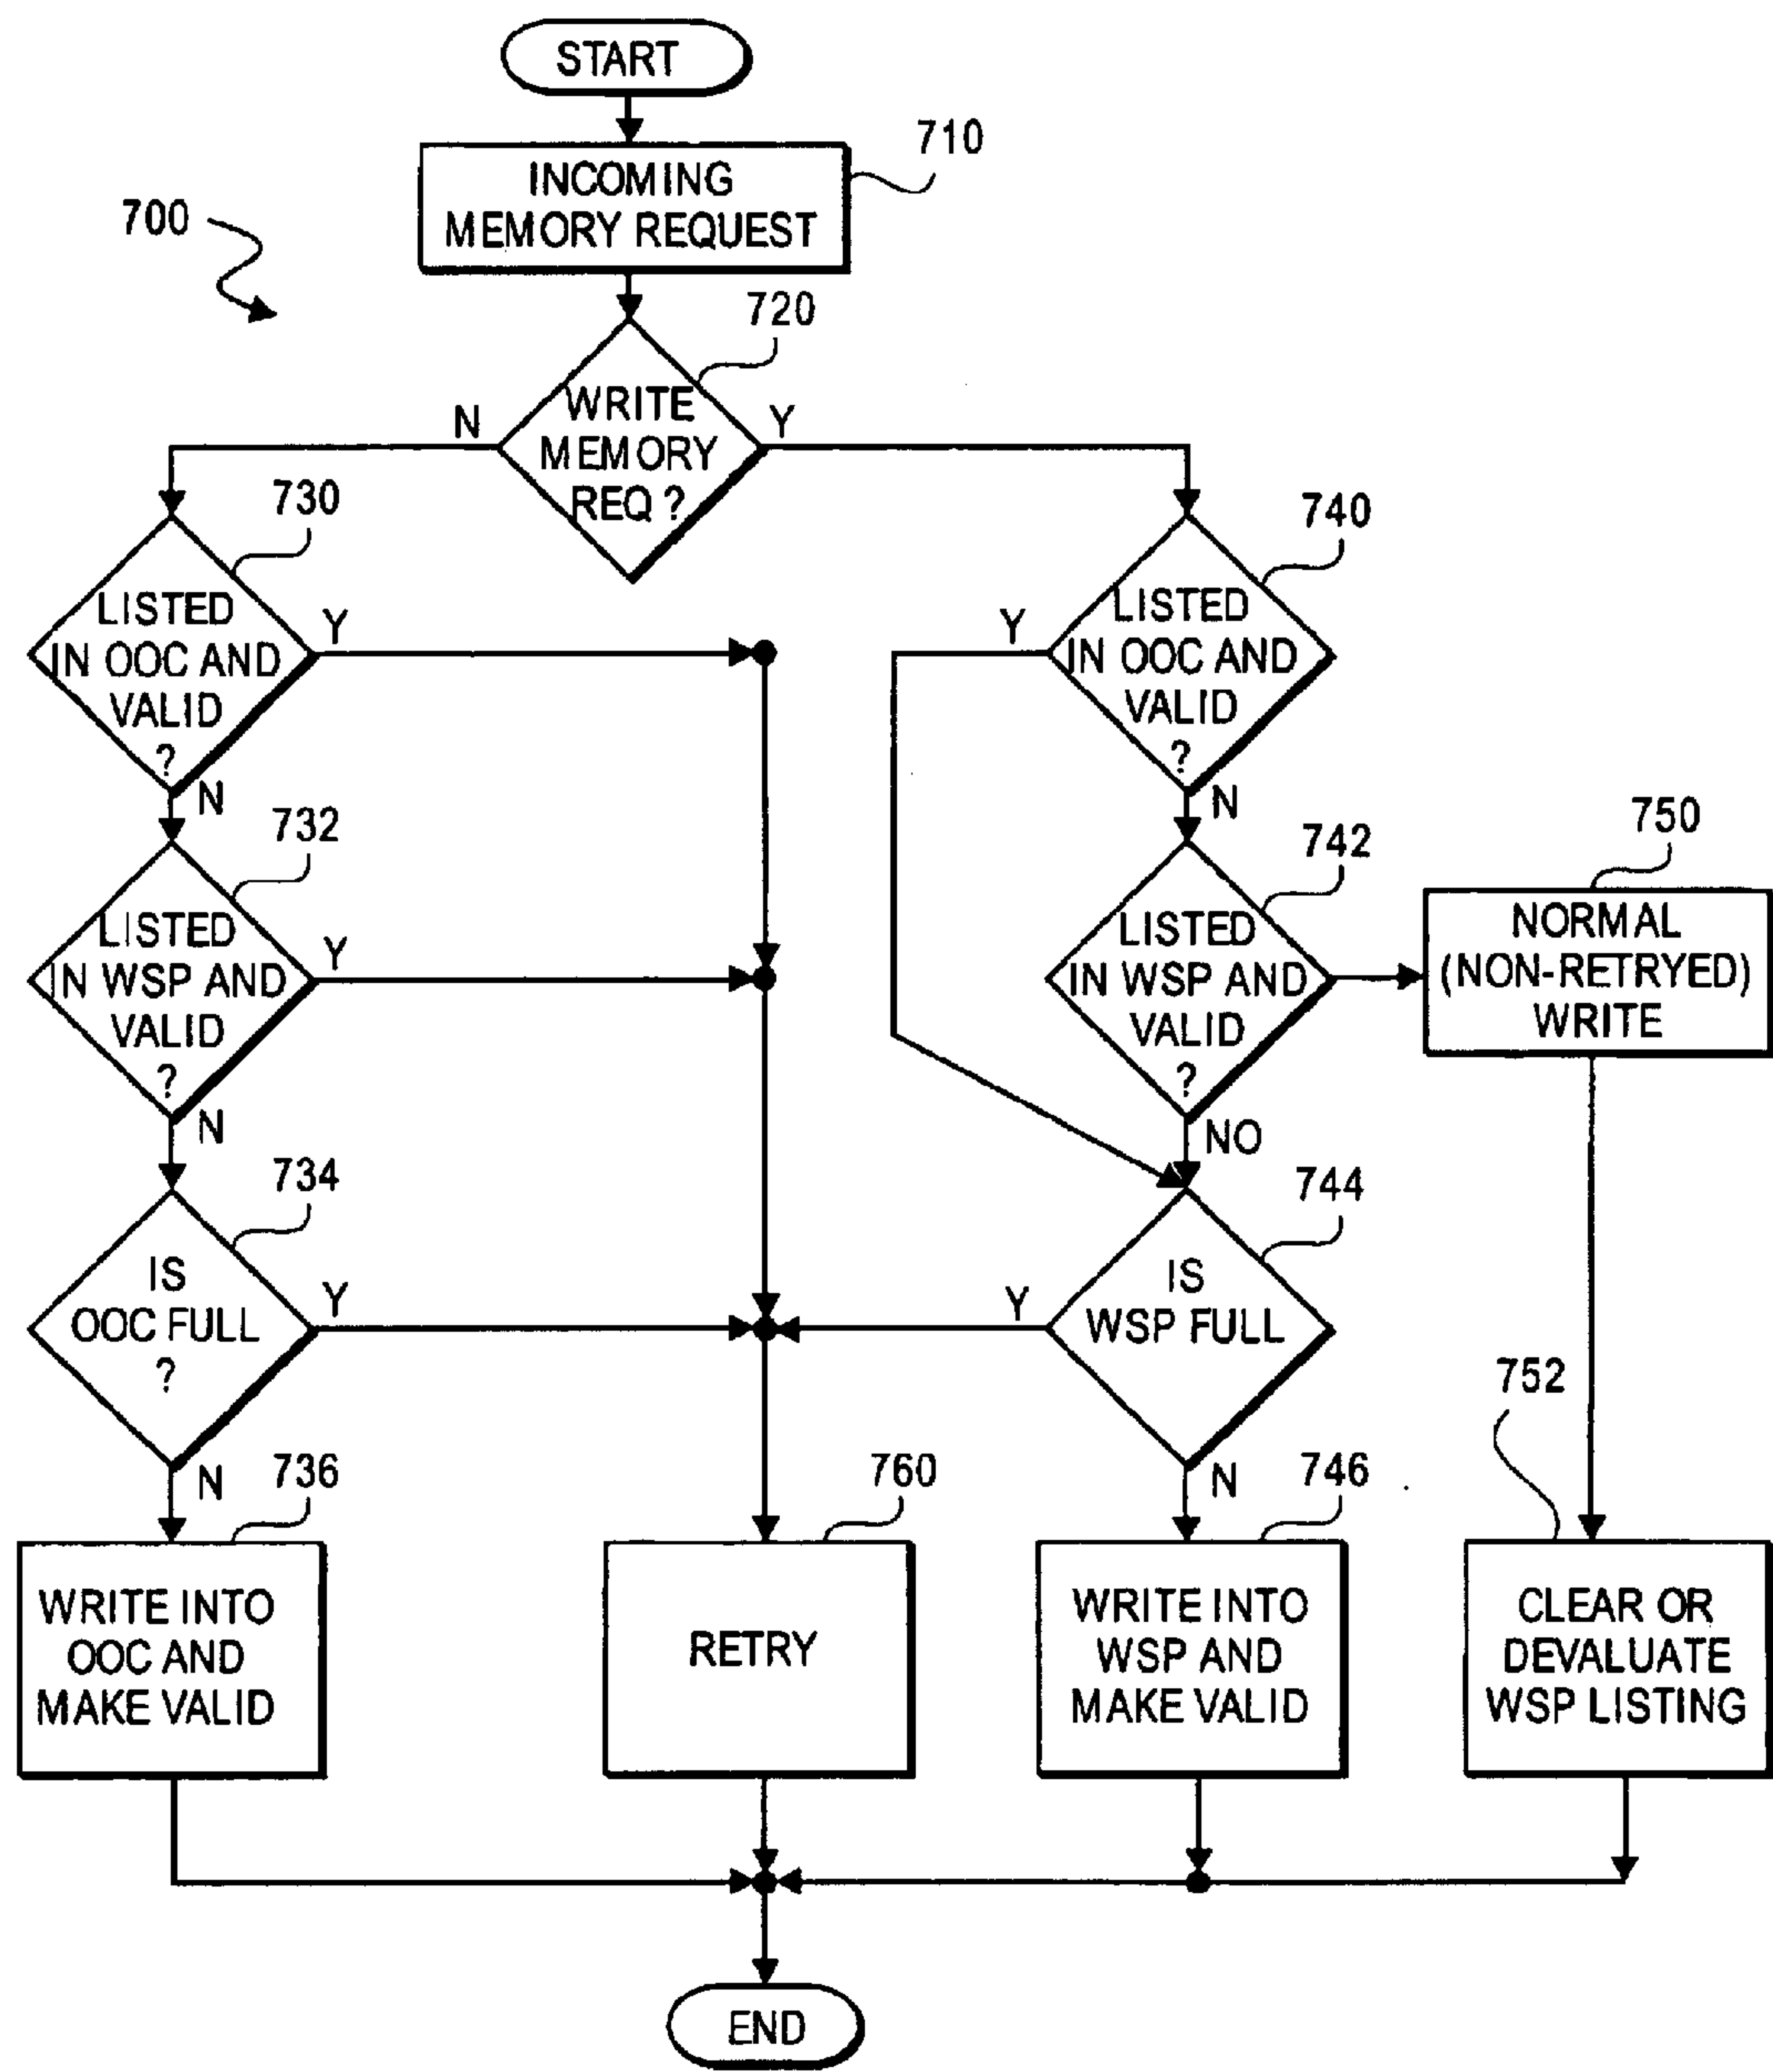 START
710
INCOMING
MEMORY REQUEST
700
720
WRITE
MEMORY
REQ ?
N
Y
730
740
LISTED
IN OOC AND
VALID
?
Y
N
LISTED
IN OOC AND
VALID
?
Y
N
732
742
750
LISTED
IN WSP AND
VALID
?
Y
N
LISTED
IN WSP AND
VALID
?
NO
NORMAL
(NON-RETRYED)
WRITE
734
744
IS
OOC FULL
?
Y
N
IS
WSP FULL
Y
N
752
736
760
746
WRITE INTO
OOC AND
MAKE VALID
RETRY
WRITE INTO
WSP AND
MAKE VALID
CLEAR OR
DEVALUATE
WSP LISTING
END